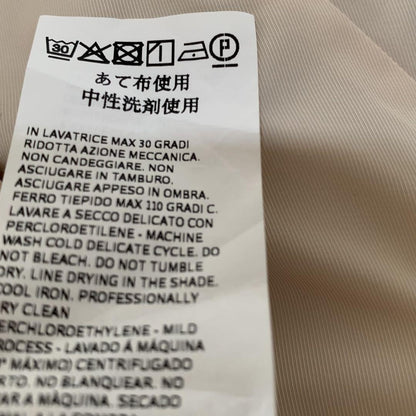 30
P
あて布使用
中性洗剤使用
IN LAVATRICE MAX 30 GRADI
RIDOTTA AZIONE MECCANICA.
NON CANDEGGIARE. NON
ASCIUGARE IN TAMBURO.
ASCIUGARE APPESO IN OMBRA.
FERRO TIEPIDO MAX 110 GRADI C.
LAVARE A SECCO DELICATO CON
PERCLOROETILENE - MACHINE
WASH COLD DELICATE CYCLE. DO
NOT BLEACH. DO NOT TUMBLE
DRY. LINE DRYING IN THE SHADE.
COOL IRON. PROFESSIONALLY
DRY CLEAN
PERCHLOROETHYLENE - MILD
PROCESS - LAVADO À MÁQUINA
MÁXIMO) CENTRIFUGADO
NO BLANQUEAR. NO
A MÁQUINA. SECADO